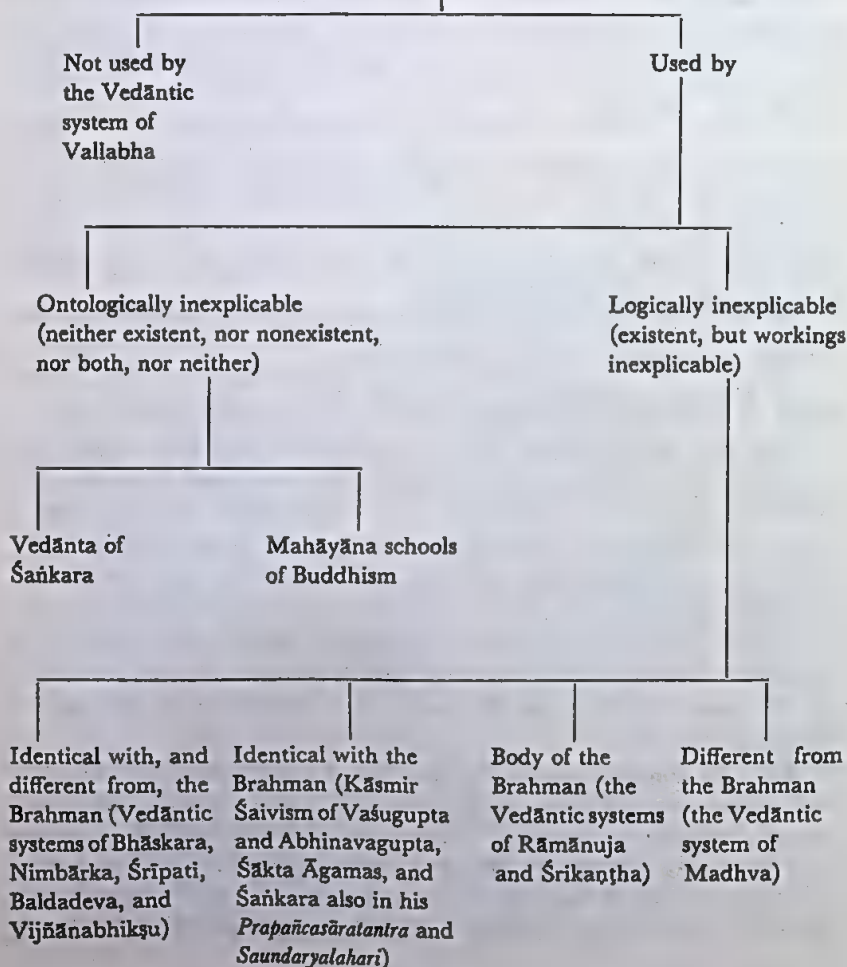 Not used by
the Vedāntic
system of
Vallabha
Used by
Ontologically inexplicable
(neither existent, nor nonexistent,
nor both, nor neither)
Logically inexplicable
(existent, but workings
inexplicable)
Vedānta of
Śaṅkara
Mahāyāna schools
of Buddhism
Identical with, and
different from, the
Brahman (Vedāntic
systems of Bhāskara,
Nimbārka, Śrīpati,
Baldadeva, and
Vijñānabhikṣu)
Identical with the
Brahman (Kāsmir
Śaivism of Vaśugupta
and Abhinavagupta,
Śākta Āgamas, and
Śaṅkara also in his
Prapañcasāratantra and
Saundaryalahari)
Body of the
Brahman (the
Vedāntic systems
of Rāmānuja
and Śrikaṇṭha)
Different from
the Brahman
(the Vedāntic
system of
Madhva)